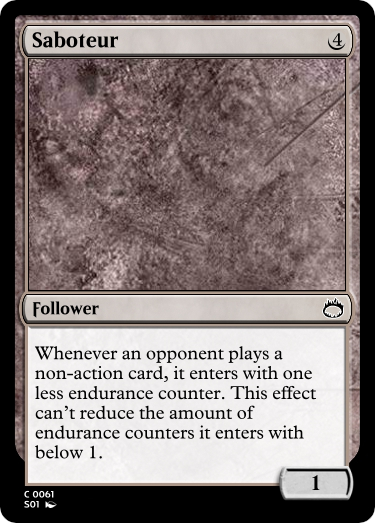 Saboteur 4
Follower
Whenever an opponent plays a
non-action card, it enters with one
less endurance counter. This effect
can't reduce the amount of
endurance counters it enters with
below 1.
1
C 0061
S01